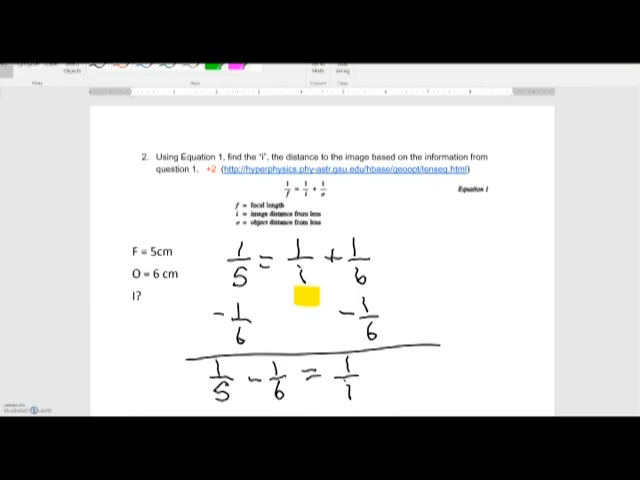 Objects
Math
2. Using Equation 1, find the "i", the distance to the image based on the information from
question 1. +2 (http://hyperphysics.phy-astr.gsu.edu/hbase/geoopt/lenseq.html)
1/f = 1/i + 1/o
Equation 1
f = focal length
i = image distance from lens
o = object distance from lens
F = 5cm
O = 6 cm
I?
1/5 = 1/i + 1/6
- 1/6 - 1/6
1/5 - 1/6 = 1/i